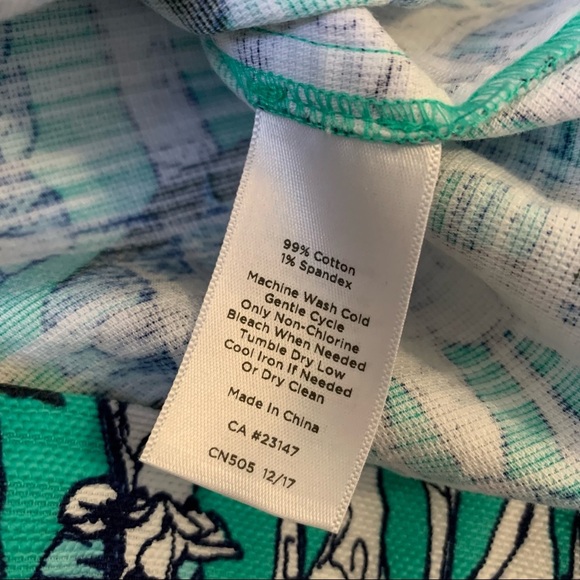 99% Cotton
1% Spandex
Machine Wash Cold
Gentle Cycle
Only Non-Chlorine
Bleach When Needed
Tumble Dry Low
Cool Iron If Needed
Or Dry Clean
Made In China
CA #23147
CN505 12/17